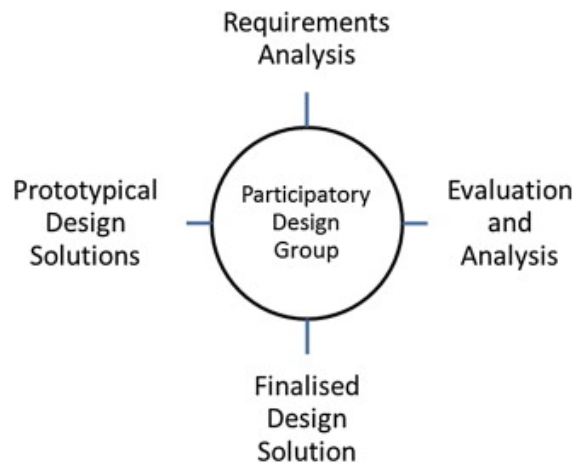 Requirements
Analysis
Prototypical
Design
Solutions
Participatory
Design
Group
Evaluation
and
Analysis
Finalised
Design
Solution